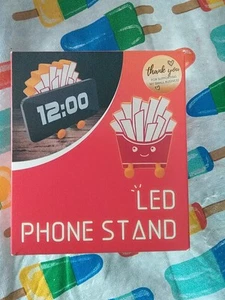 12:00
thank you
LED
PHONE STAND